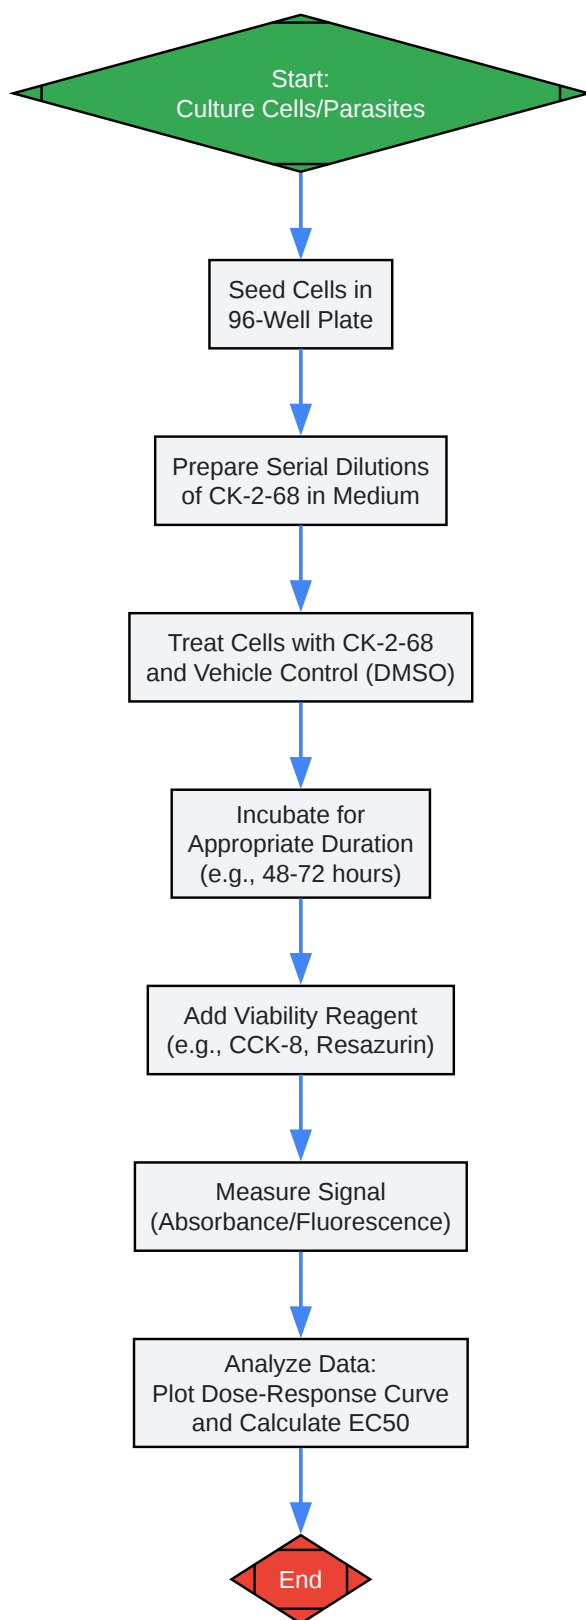 Start:
Culture Cells/Parasites
Seed Cells in
96-Well Plate
Prepare Serial Dilutions
of CK-2-68 in Medium
Treat Cells with CK-2-68
and Vehicle Control (DMSO)
Incubate for
Appropriate Duration
(e.g., 48-72 hours)
Add Viability Reagent
(e.g., CCK-8, Resazurin)
Measure Signal
(Absorbance/Fluorescence)
Analyze Data:
Plot Dose-Response Curve
and Calculate EC50
End